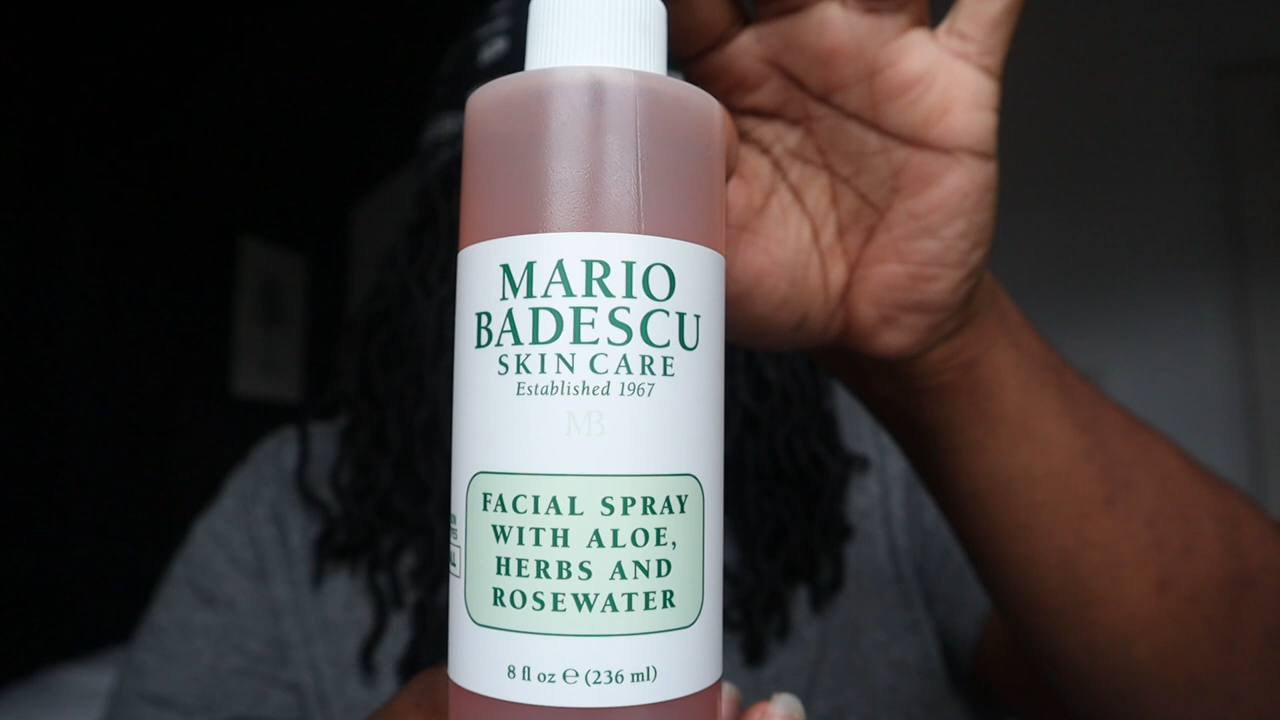 MARIO
BADESCU
SKIN CARE
Established 1967
MB
FACIAL SPRAY
WITH ALOE,
HERBS AND
ROSEWATER
8 fl oz ℮ (236 ml)